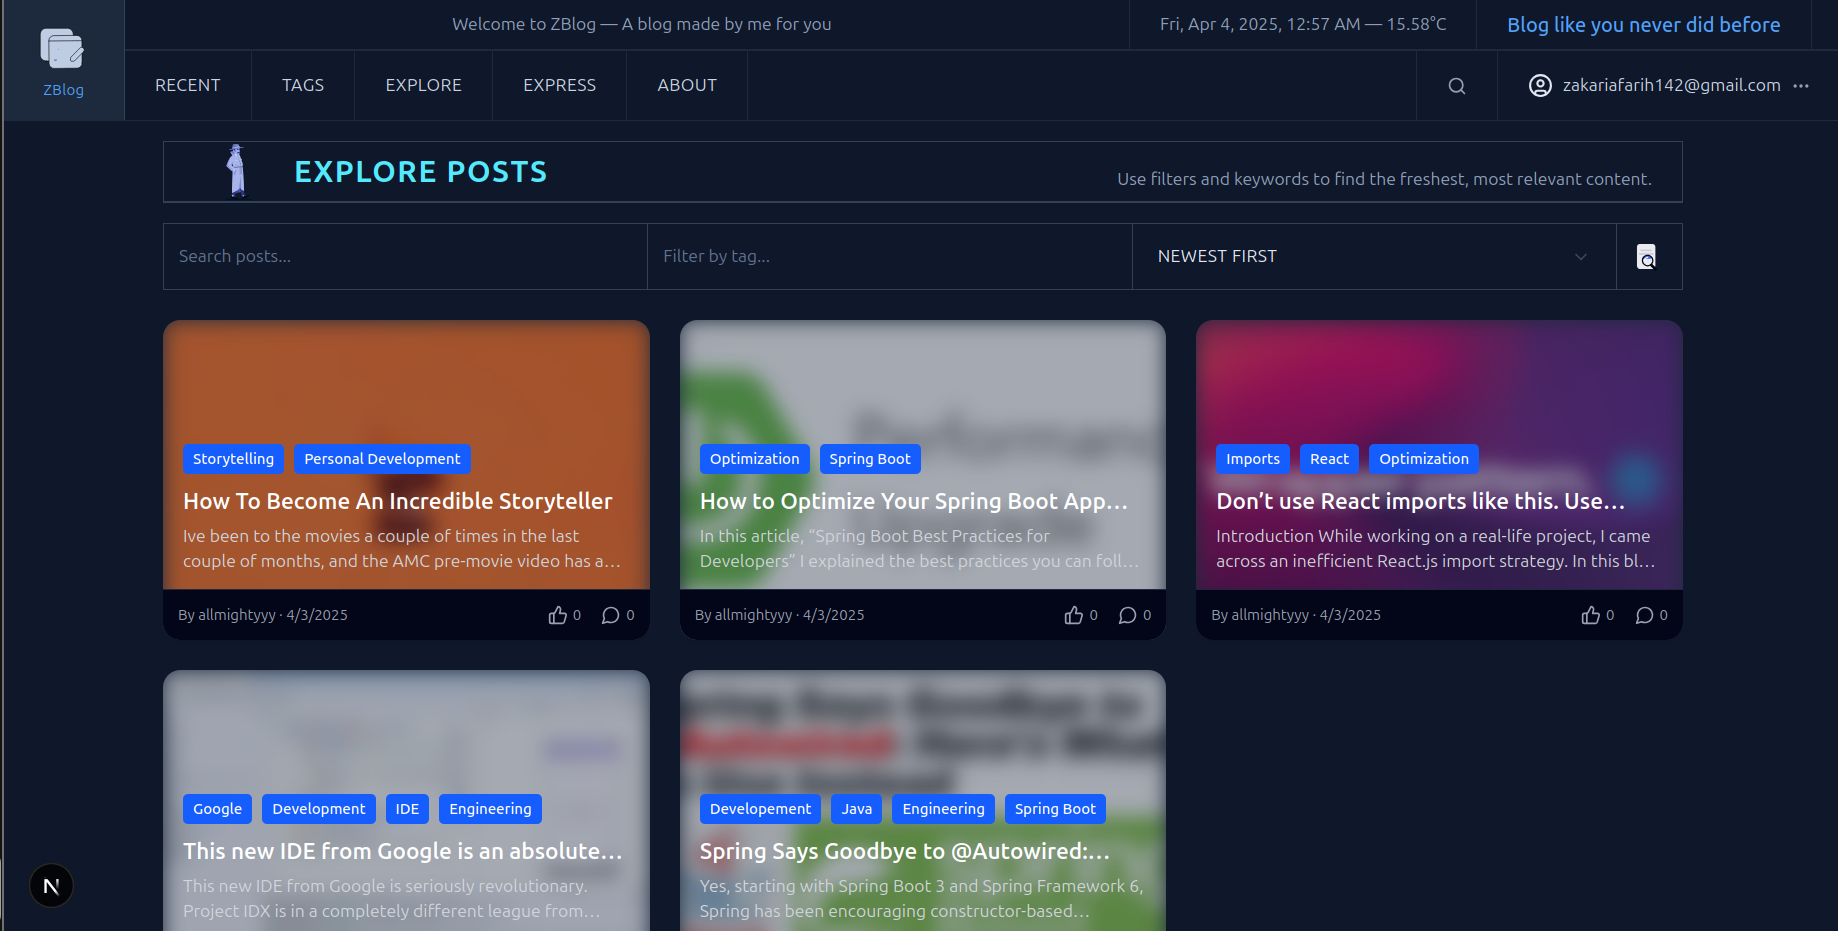 ZBlog
Welcome to ZBlog — A blog made by me for you
Fri, Apr 4, 2025, 12:57 AM — 15.58°C
Blog like you never did before
RECENT
TAGS
EXPLORE
EXPRESS
ABOUT
zakariafarih142@gmail.com
EXPLORE POSTS
Use filters and keywords to find the freshest, most relevant content.
Search posts...
Filter by tag...
NEWEST FIRST
Storytelling
Personal Development
How To Become An Incredible Storyteller
Ive been to the movies a couple of times in the last
couple of months, and the AMC pre-movie video has a...
By allmightyyy · 4/3/2025
0
0
Performanc
Optimization
Spring Boot
How to Optimize Your Spring Boot App...
In this article, “Spring Boot Best Practices for
Developers” I explained the best practices you can foll...
By allmightyyy · 4/3/2025
0
0
Imports
React
Optimization
Don’t use React imports like this. Use...
Introduction While working on a real-life project, I came
across an inefficient React.js import strategy. In this bl...
By allmightyyy · 4/3/2025
0
0
Google
Development
IDE
Engineering
This new IDE from Google is an absolute...
This new IDE from Google is seriously revolutionary.
Project IDX is in a completely different league from...
Developement
Java
Engineering
Spring Boot
Spring Says Goodbye to @Autowired:...
Yes, starting with Spring Boot 3 and Spring Framework 6,
Spring has been encouraging constructor-based...
N